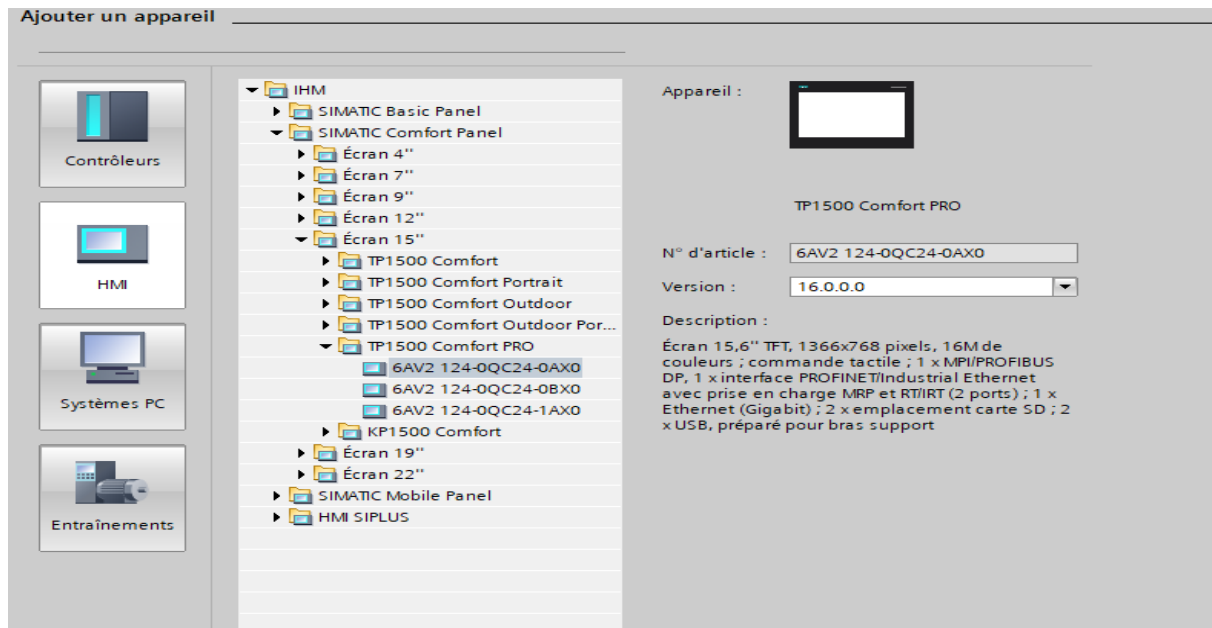 Ajouter un appareil
Contrôleurs
HMI
Systèmes PC
Entraînements
IHM
SIMATIC Basic Panel
SIMATIC Comfort Panel
Écran 4''
Écran 7''
Écran 9''
Écran 12''
Écran 15''
TP1500 Comfort
TP1500 Comfort Portrait
TP1500 Comfort Outdoor
TP1500 Comfort Outdoor Por...
TP1500 Comfort PRO
6AV2 124-0QC24-0AX0
6AV2 124-0QC24-0BX0
6AV2 124-0QC24-1AX0
KP1500 Comfort
Écran 19''
Écran 22''
SIMATIC Mobile Panel
HMI SIPLUS
Appareil :
TP1500 Comfort PRO
N° d'article : 6AV2 124-0QC24-0AX0
Version : 16.0.0.0
Description :
Écran 15,6'' TFT, 1366x768 pixels, 16M de
couleurs ; commande tactile ; 1 x MPI/PROFIBUS
DP, 1 x interface PROFINET/Industrial Ethernet
avec prise en charge MRP et RT/IRT (2 ports) ; 1 x
Ethernet (Gigabit) ; 2 x emplacement carte SD ; 2
x USB, préparé pour bras support